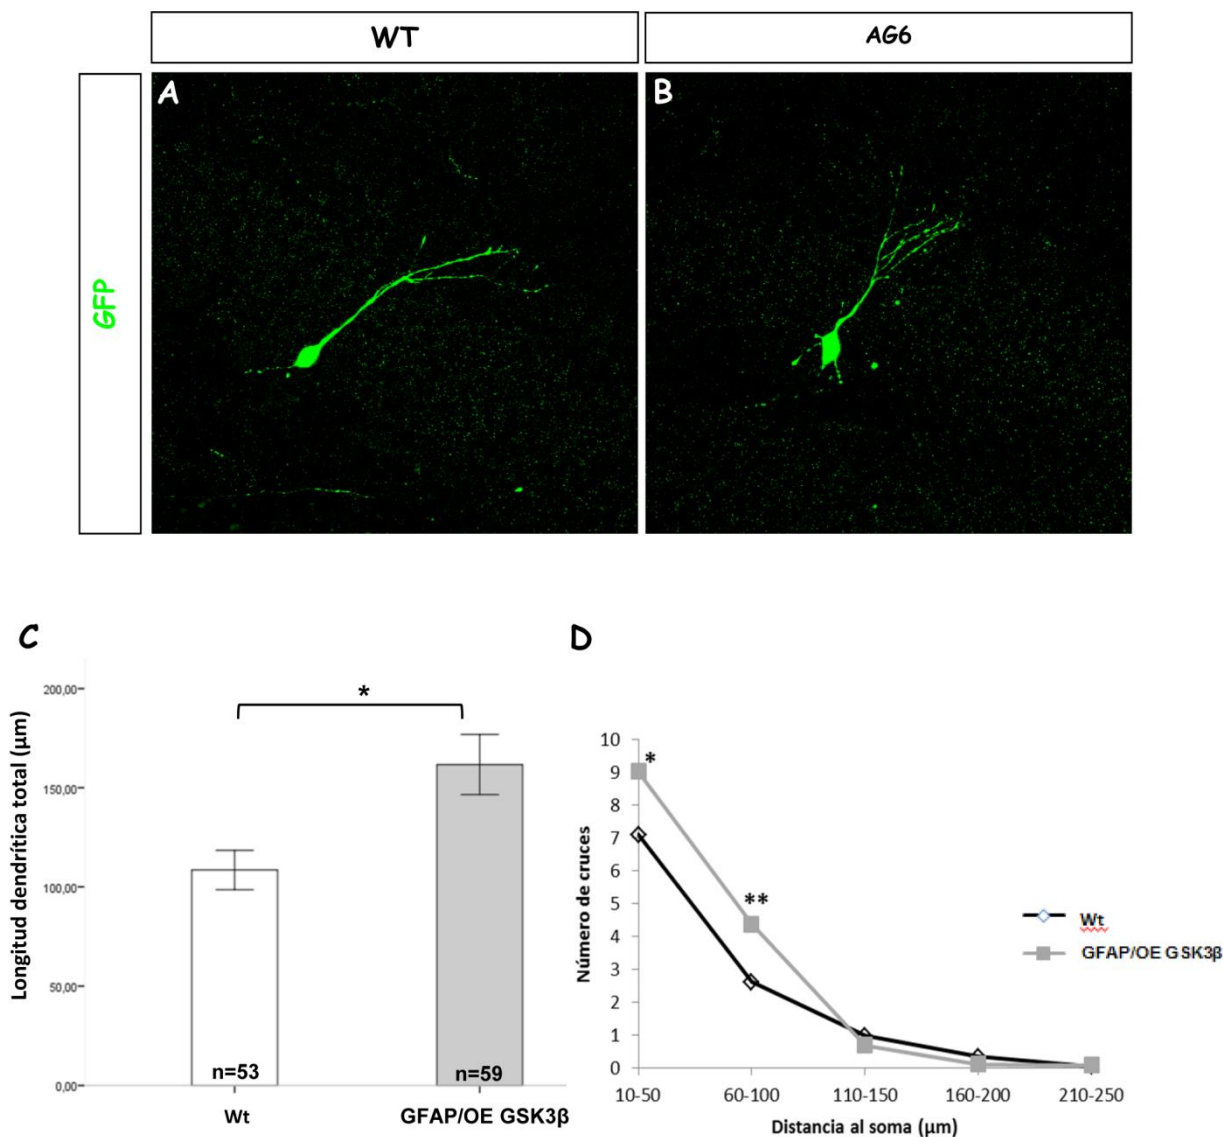 WT
AG6
GFP
A
B
C
Longitud dendrítica total (µm)
200,00
150,00
100,00
50,00
0,00
*
n=53
n=59
Wt
GFAP/OE GSK3β
D
Número de cruces
10
9
8
7
6
5
4
3
2
1
0
*
**
10-50
60-100
110-150
160-200
210-250
Distancia al soma (µm)
Wt
GFAP/OE GSK3β